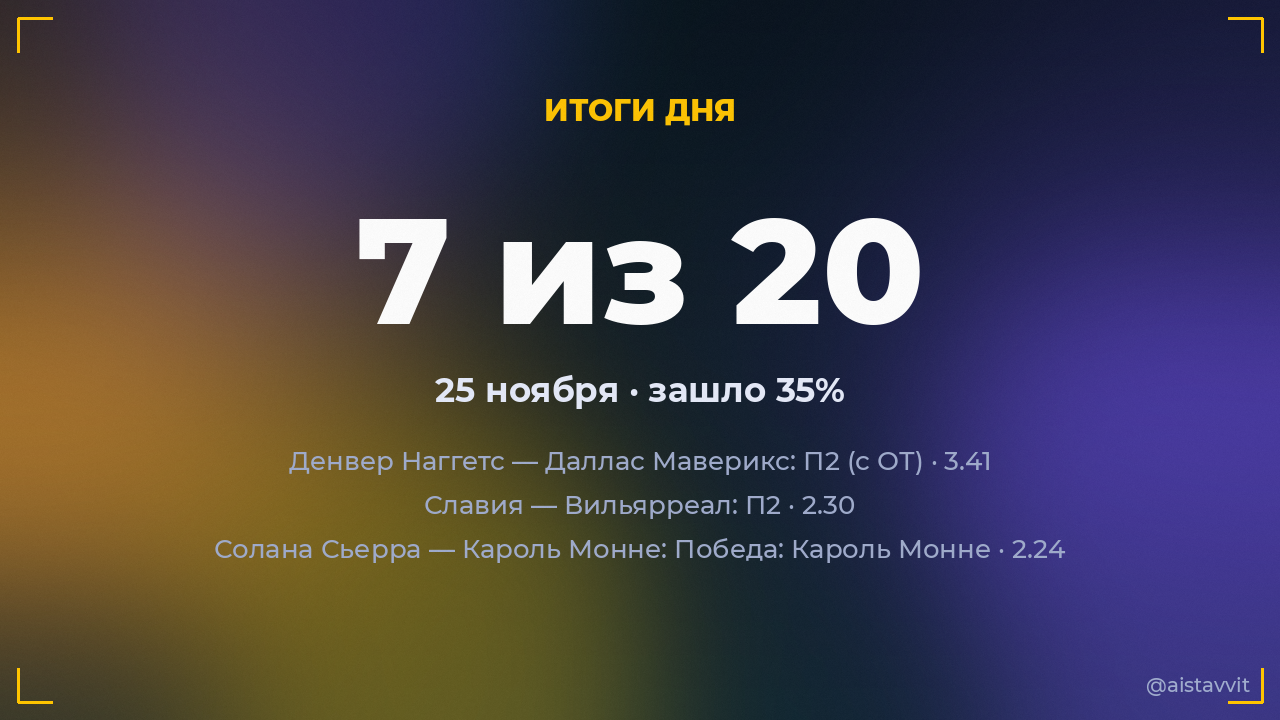 ИТОГИ ДНЯ
7 из 20
25 ноября · зашло 35%
Денвер Наггетс — Даллас Маверикс: П2 (с ОТ) · 3.41
Славия — Вильярреал: П2 · 2.30
Солана Сьерра — Кароль Монне: Победа: Кароль Монне · 2.24
@aistavvit